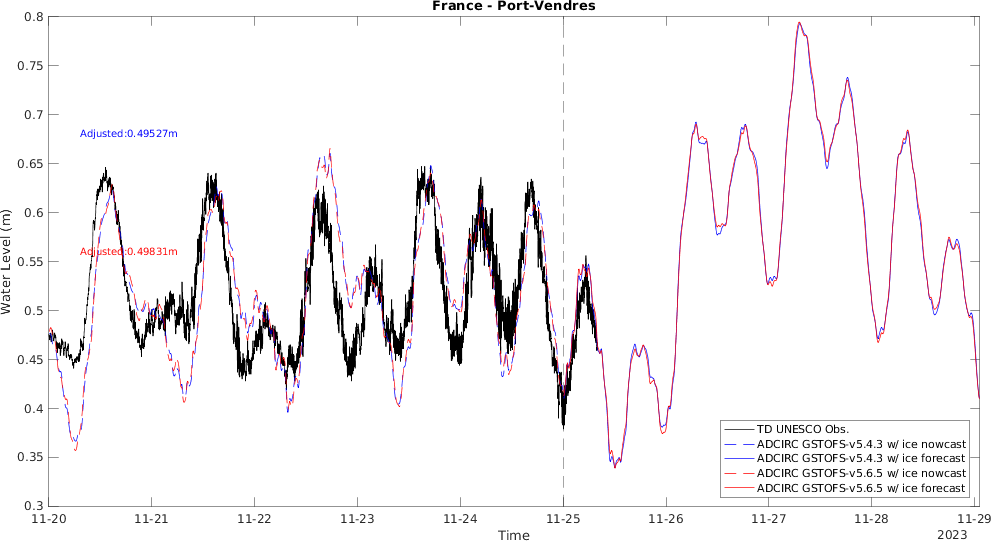 France - Port-Vendres
Water Level (m)
0.8
0.75
0.7
0.65
0.6
0.55
0.5
0.45
0.4
0.35
0.3
Adjusted:0.49527m
Adjusted:0.49831m
TD UNESCO Obs.
ADCIRC GSTOFS-v5.4.3 w/ ice nowcast
ADCIRC GSTOFS-v5.4.3 w/ ice forecast
ADCIRC GSTOFS-v5.6.5 w/ ice nowcast
ADCIRC GSTOFS-v5.6.5 w/ ice forecast
11-20 11-21 11-22 11-23 11-24 11-25 11-26 11-27 11-28 11-29
Time
2023